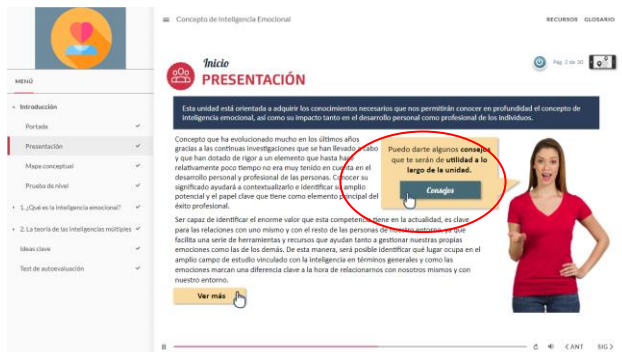 Concepto de Inteligencia Emocional
RECURSOS GLOSARIO
MENÚ
Introducción
Portada
Presentación
Mapa conceptual
Prueba de nivel
1. ¿Qué es la inteligencia emocional?
2. La teoría de las inteligencias múltiples
Ideas clave
Test de autoevaluación
Inicio
PRESENTACIÓN
Pág. 2 de 30
Esta unidad está orientada a adquirir los conocimientos necesarios que nos permitirán conocer en profundidad el concepto de
inteligencia emocional, así como su impacto tanto en el desarrollo personal como profesional de los individuos.
Concepto que ha evolucionado mucho en los últimos años
gracias a las continuas investigaciones que se han llevado a cabo
y que han dotado de rigor a un elemento que hasta hace
relativamente poco tiempo no era muy tenido en cuenta en el
desarrollo personal y profesional de las personas. Conocer su
significado ayudará a contextualizarlo e identificar su amplio
potencial y el papel clave que tiene como elemento principal del
éxito profesional.
Puedo darte algunos consejos
que te serán de utilidad a lo
largo de la unidad.
Consejos
Ser capaz de identificar el enorme valor que esta competencia tiene en la actualidad, es clave
para las relaciones con uno mismo y con el resto de las personas de nuestro entorno, ya que
facilita una serie de herramientas y recursos que ayudan tanto a gestionar nuestras propias
emociones como las de los demás. De esta manera, será posible identificar qué lugar ocupa en el
amplio campo de estudio vinculado con la inteligencia en términos generales y como las
emociones marcan una diferencia clave a la hora de relacionarnos con nosotros mismos y con
nuestro entorno.
Ver más
< ANT SIG >